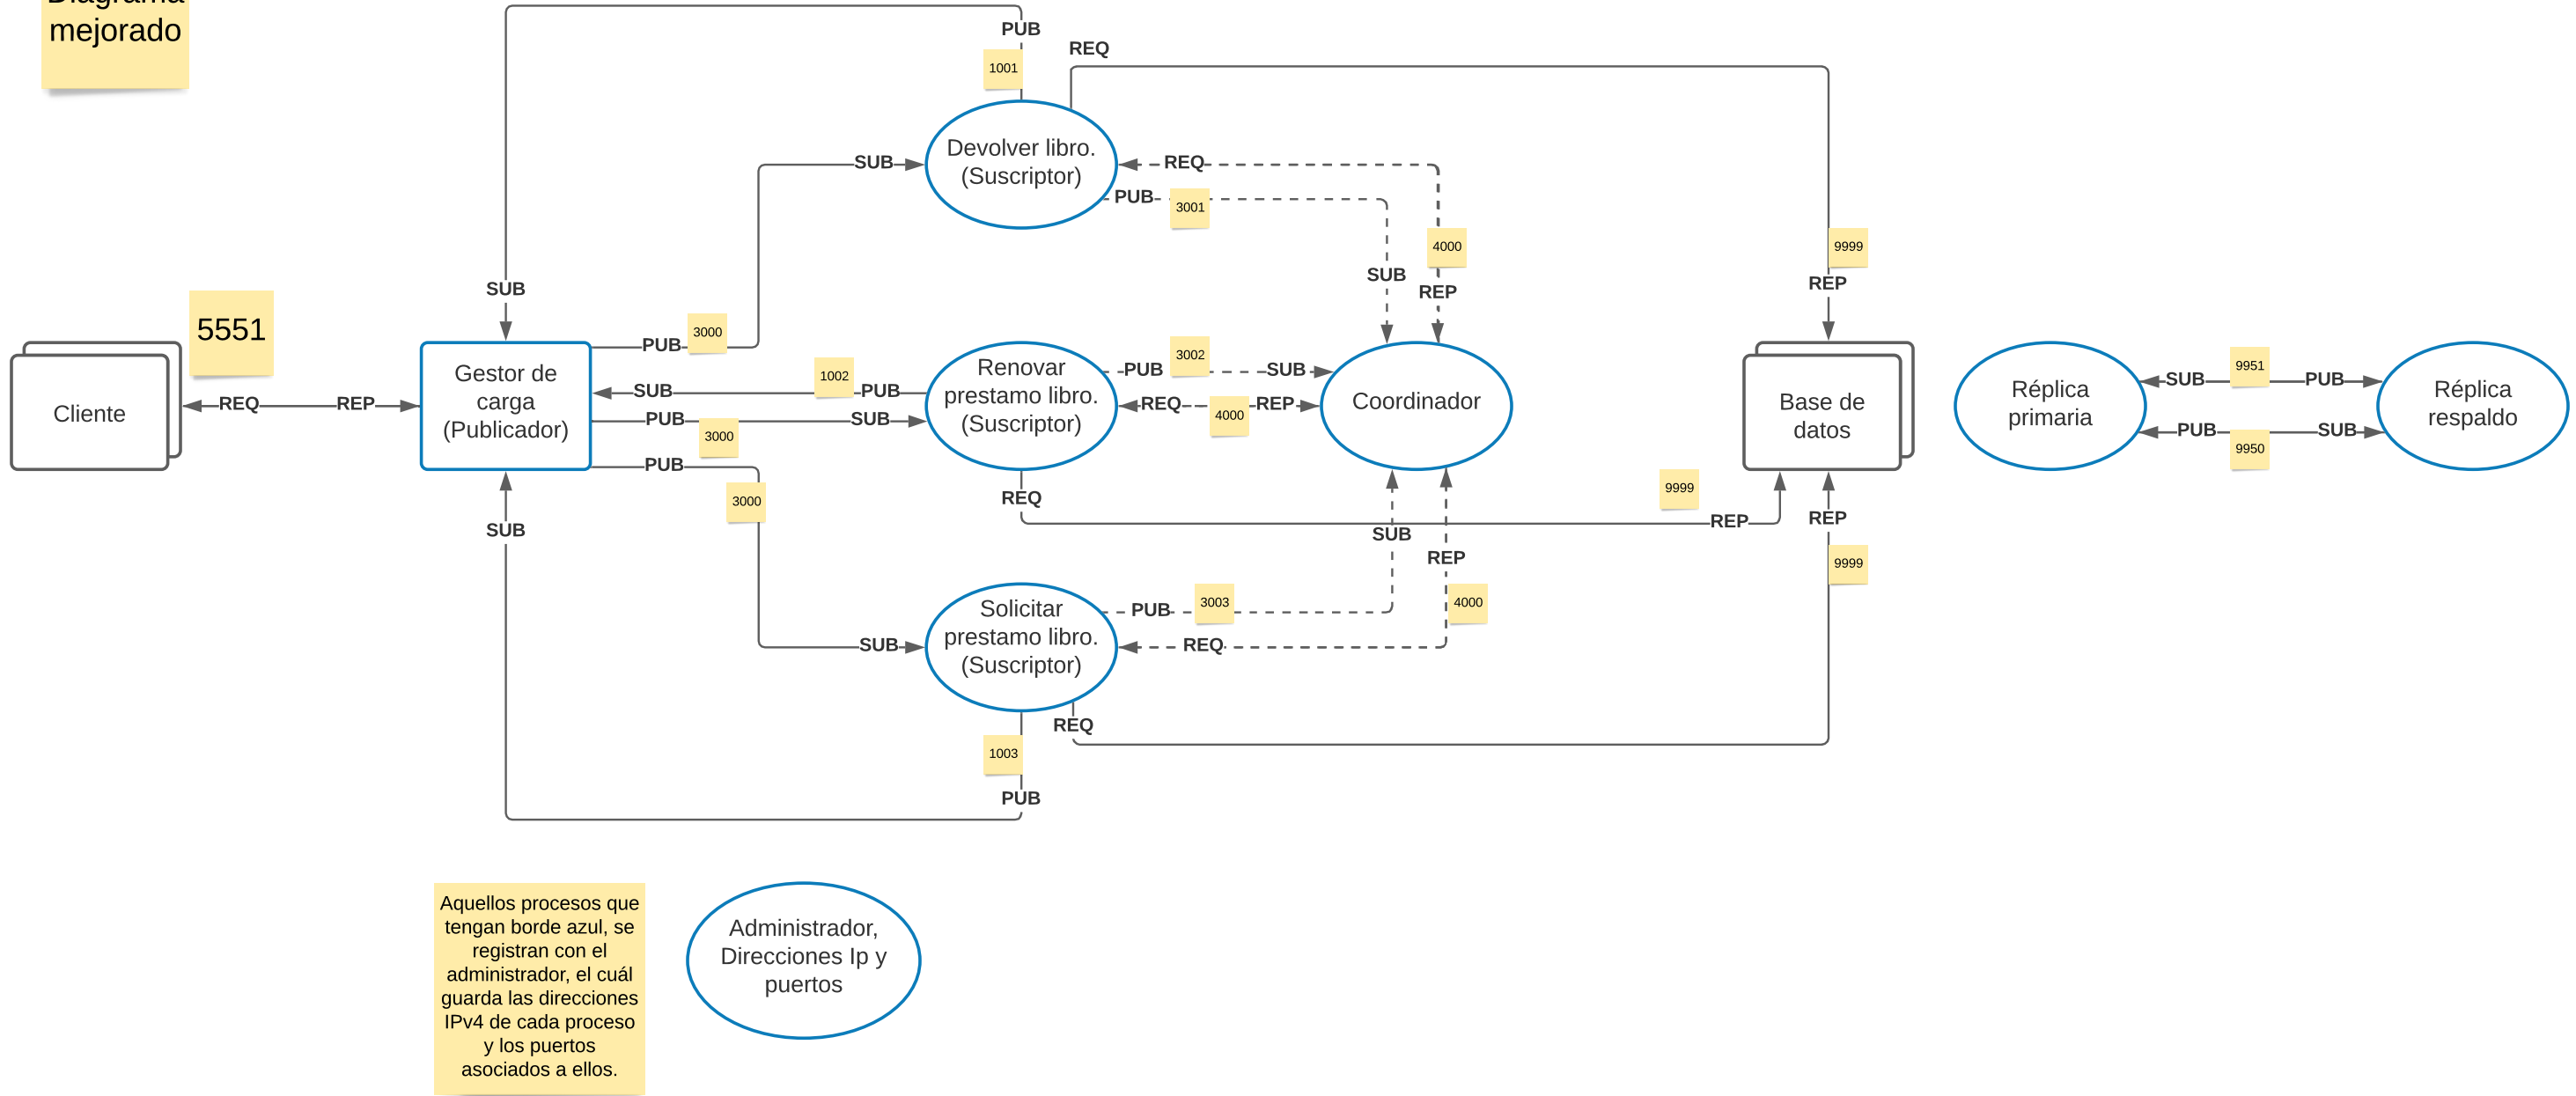 Diagrama
mejorado
PUB
REQ
1001
Devolver libro.
(Suscriptor)
SUB
REQ
PUB
3001
4000
9999
SUB
REP
REP
SUB
5551
3000
PUB
SUB
Cliente
REQ
REP
Gestor de
carga
(Publicador)
SUB
1002
PUB
PUB
SUB
3000
PUB
3000
Renovar
prestamo libro.
(Suscriptor)
PUB
3002
SUB
REQ
4000
REP
Coordinador
Base de
datos
Réplica
primaria
SUB
9951
PUB
PUB
9950
SUB
Réplica
respaldo
REQ
9999
REP
REP
SUB
REP
9999
SUB
Solicitar
prestamo libro.
(Suscriptor)
SUB
PUB
3003
4000
REQ
REQ
1003
PUB
Aquellos procesos que
tengan borde azul, se
registran con el
administrador, el cuál
guarda las direcciones
IPv4 de cada proceso
y los puertos
asociados a ellos.
Administrador,
Direcciones Ip y
puertos